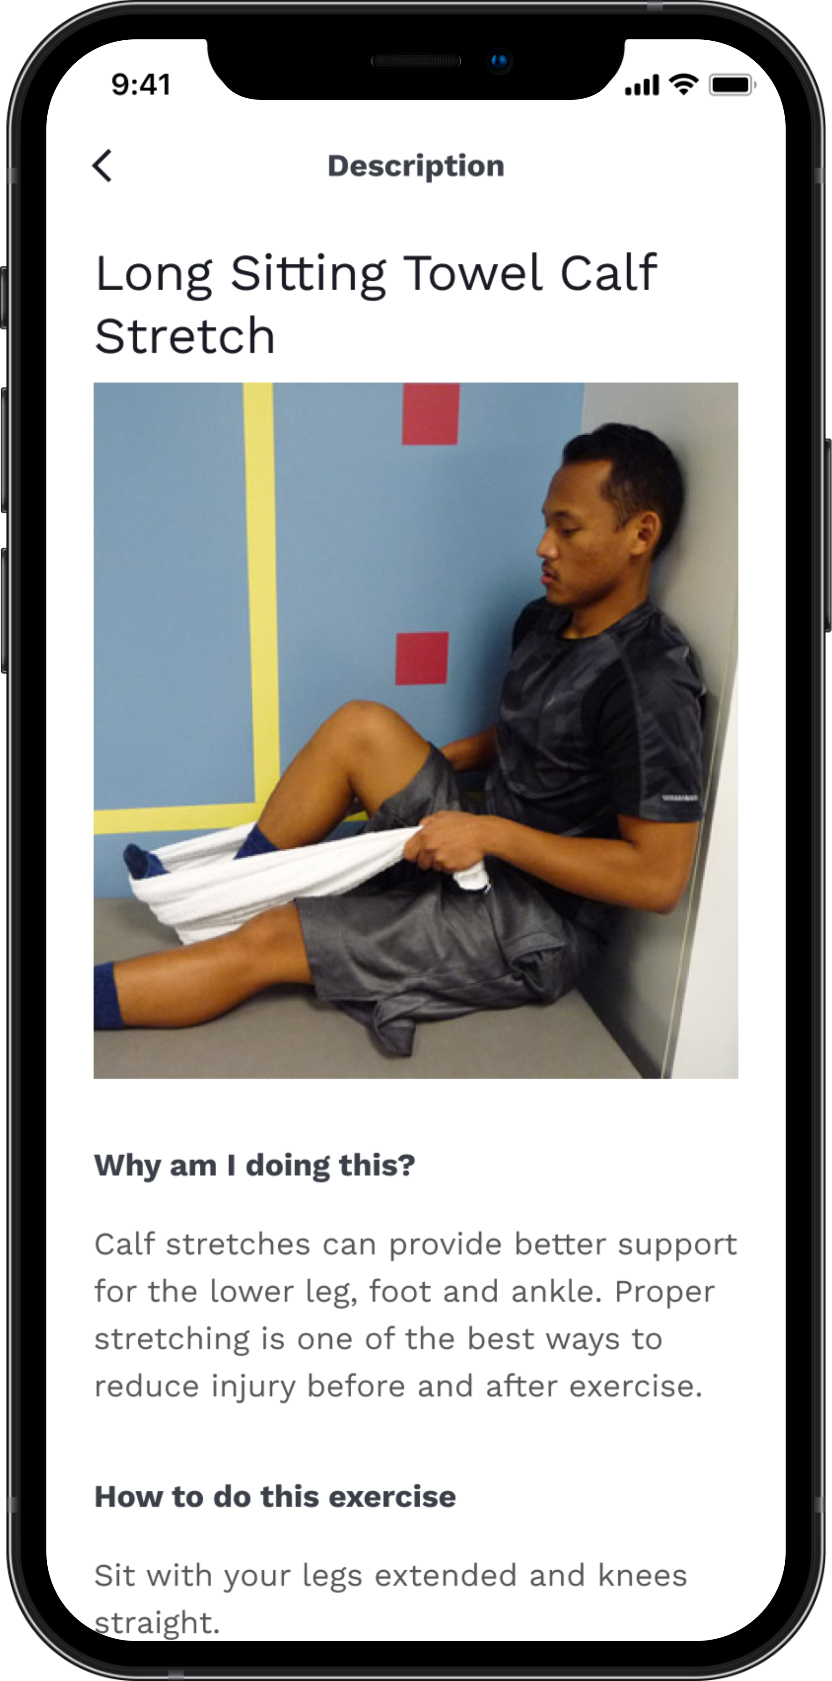 9:41
Description
Long Sitting Towel Calf
Stretch
Why am I doing this?
Calf stretches can provide better support
for the lower leg, foot and ankle. Proper
stretching is one of the best ways to
reduce injury before and after exercise.
How to do this exercise
Sit with your legs extended and knees
straight.